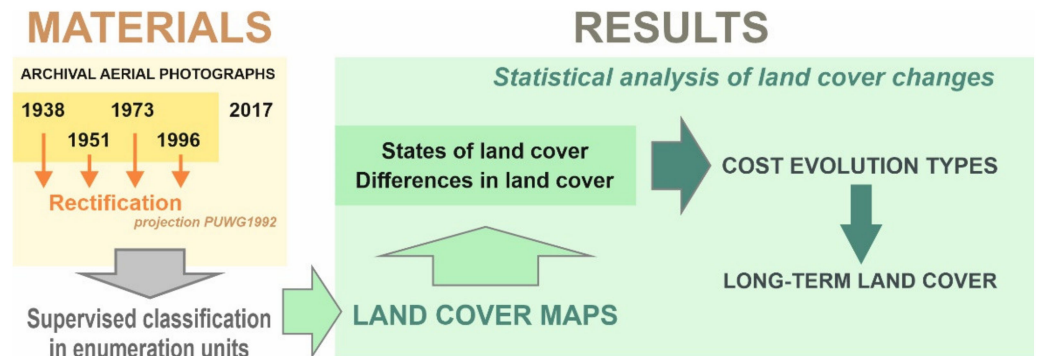 MATERIALS
ARCHIVAL AERIAL PHOTOGRAPHS
1938 1973 2017
1951 1996
Rectification
projection PUWG1992
Supervised classification
in enumeration units
RESULTS
Statistical analysis of land cover changes
States of land cover
Differences in land cover
COST EVOLUTION TYPES
LONG-TERM LAND COVER
LAND COVER MAPS